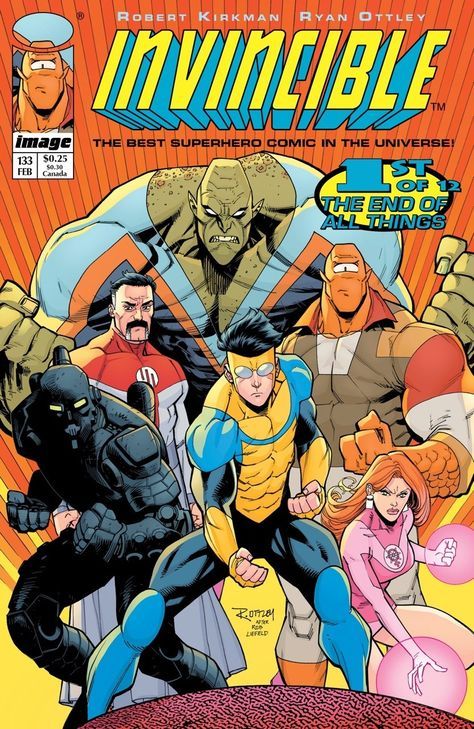 ROBERT KIRKMAN RYAN OTTLEY
INVINCIBLE™
THE BEST SUPERHERO COMIC IN THE UNIVERSE!
®
image
133
FEB
$0.25
$0.30
Canada
1ST
OF 12
THE END OF
ALL THINGS
R. OTTLEY
AFTER
ROB
LIEFELD